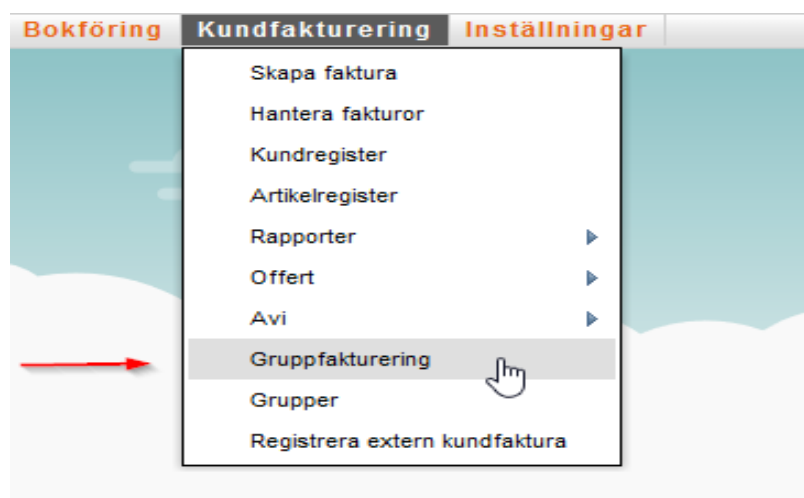 Bokföring Kundfakturering Inställningar
Skapa faktura
Hantera fakturor
Kundregister
Artikelregister
Rapporter
Offert
Avi
Gruppfakturering
Grupper
Registrera extern kundfaktura